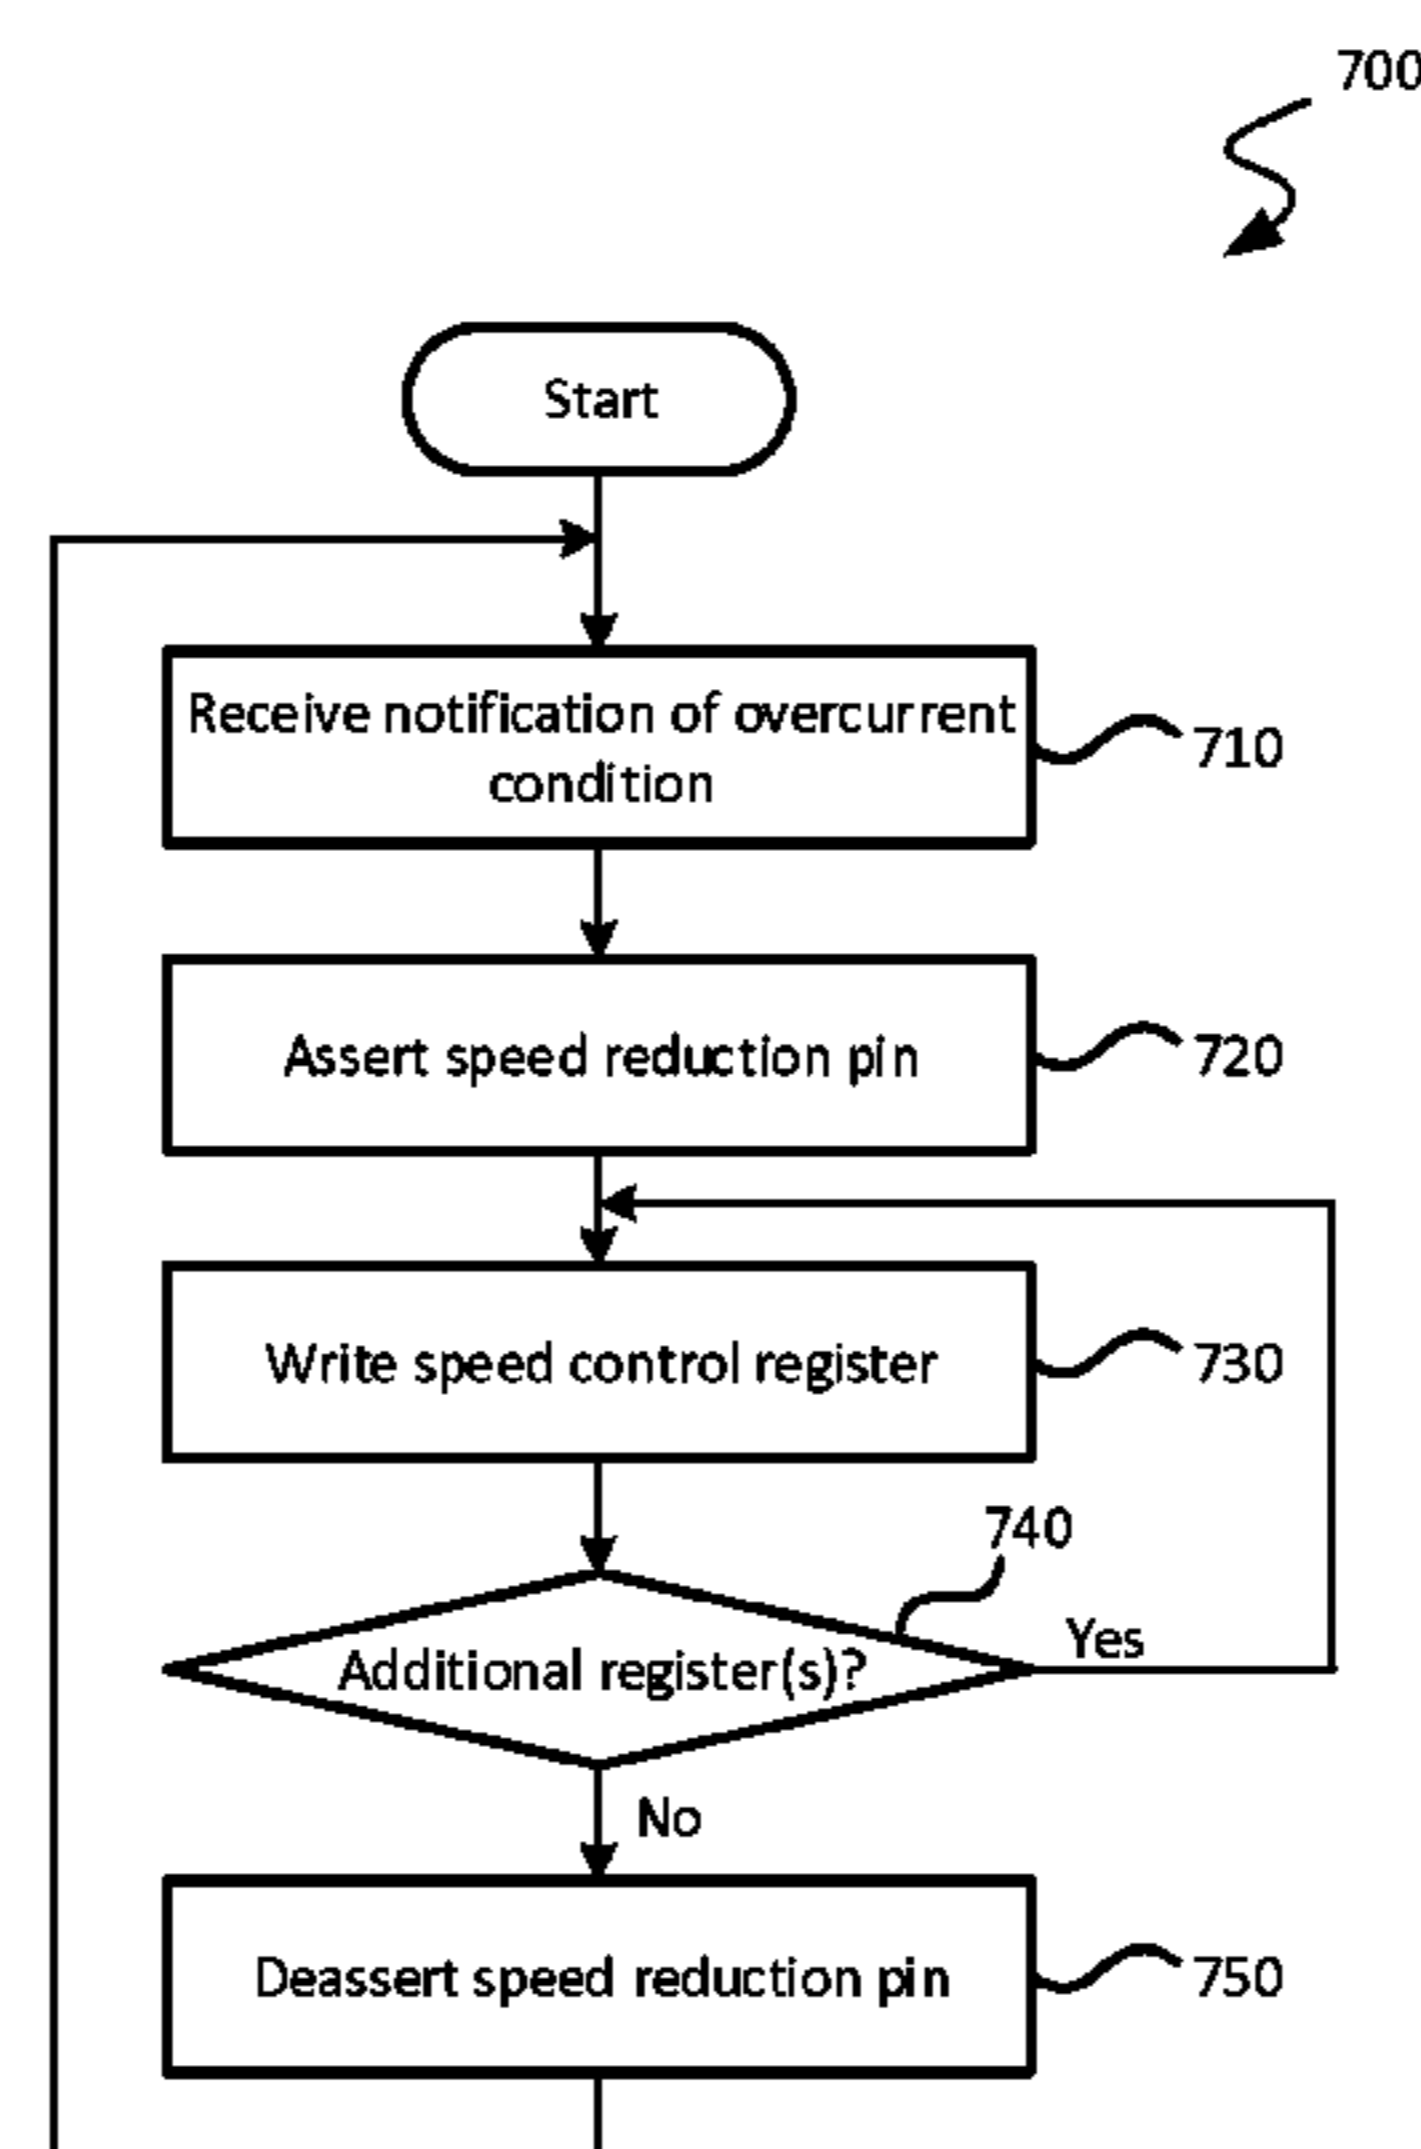 700
Start
Receive notification of overcurrent
condition
710
Assert speed reduction pin
720
Write speed control register
730
740
Additional register(s)?
Yes
No
Deassert speed reduction pin
750